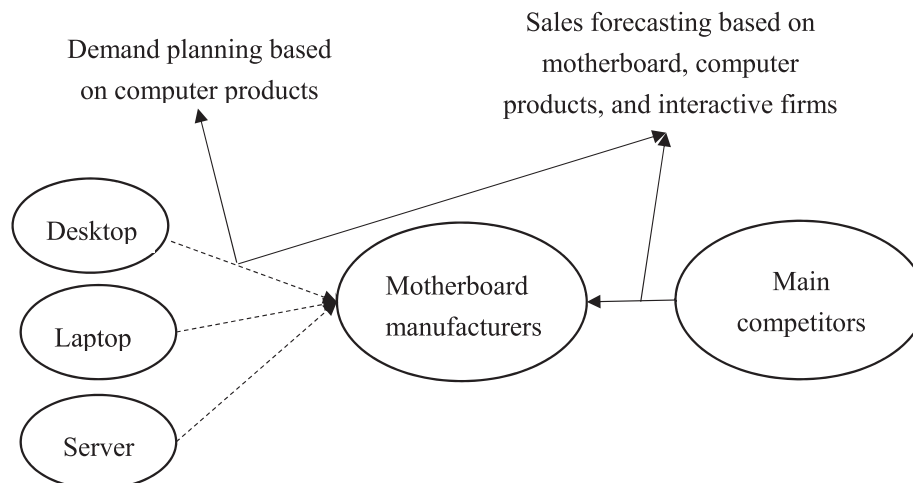 Demand planning based
on computer products
Sales forecasting based on
motherboard, computer
products, and interactive firms
Desktop
Laptop
Server
Motherboard
manufacturers
Main
competitors